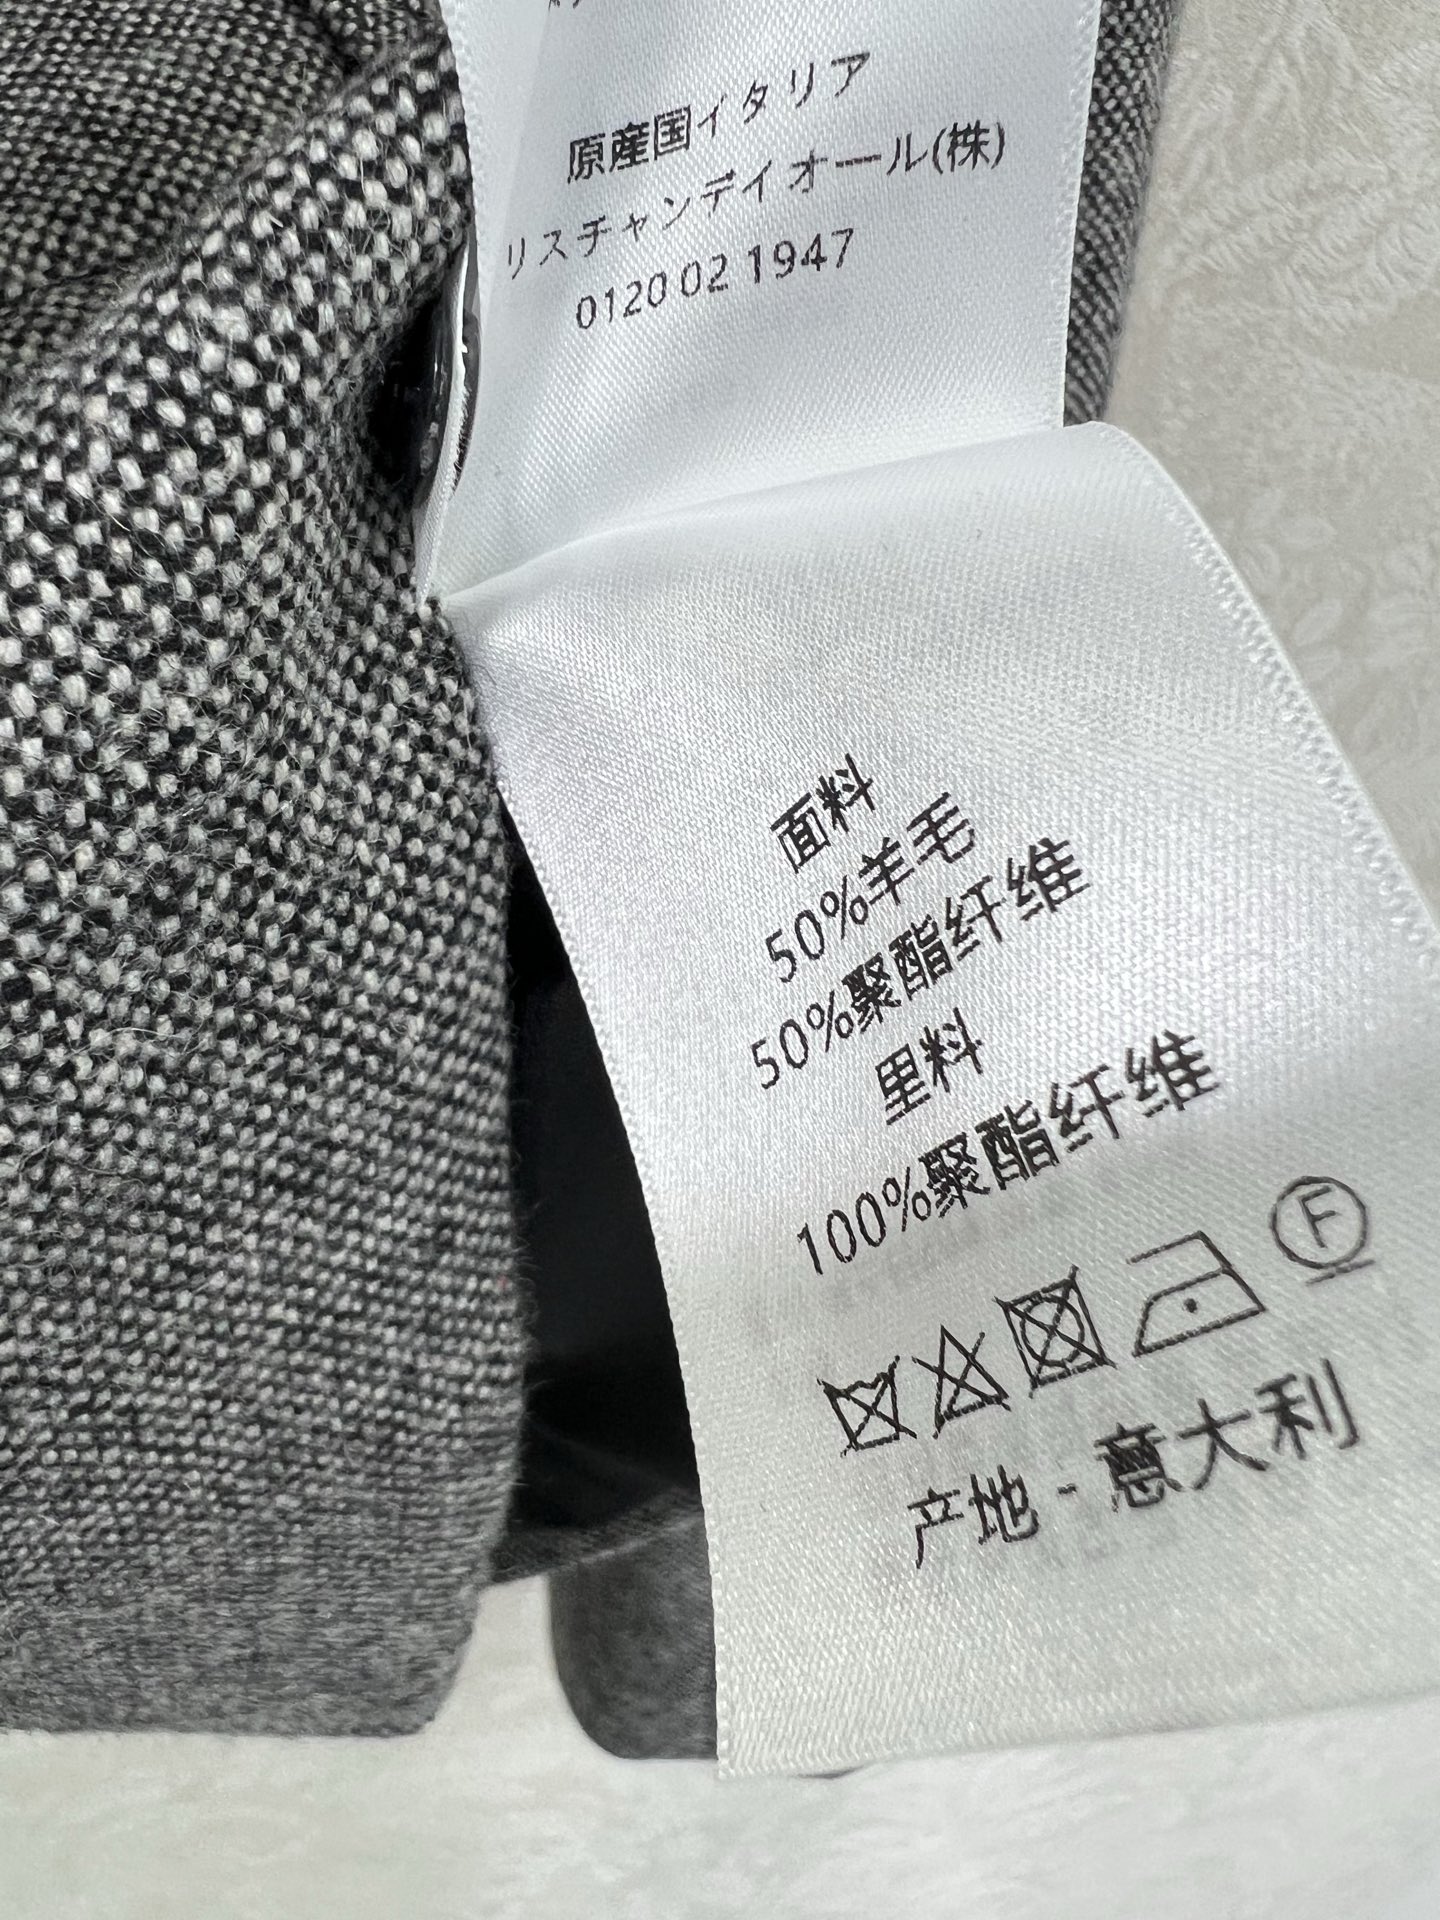 原産国イタリア
リスチャンディオール(株)
0120 02 1947
面料
50%羊毛
50%聚酯纤维
里料
100%聚酯纤维
F
产地 - 意大利